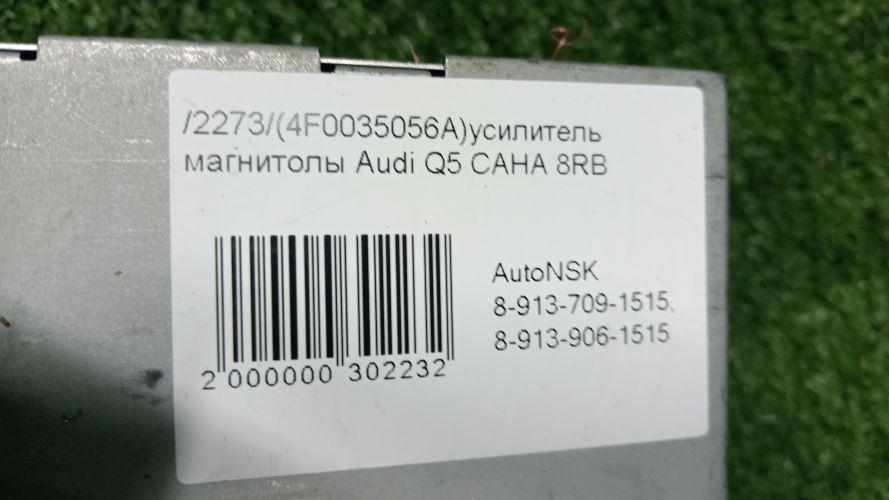 /2273/(4F0035056A)усилитель
магнитолы Audi Q5 CAHA 8RB
AutoNSK
8-913-709-1515,
8-913-906-1515
2 000000 302232